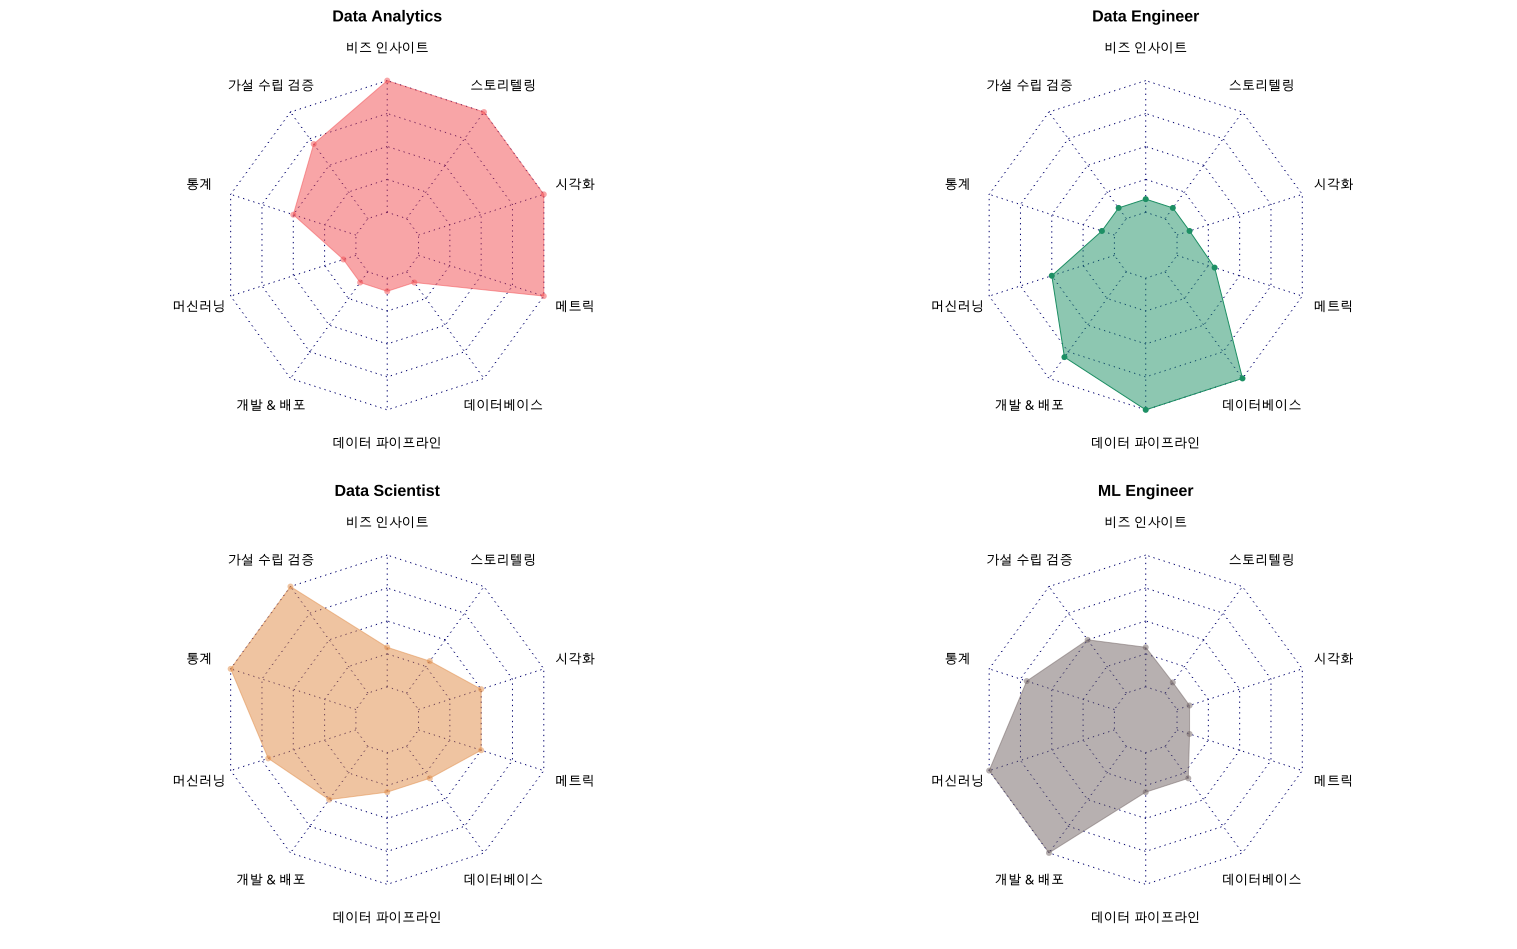 Data Analytics
비즈 인사이트
가설 수립 검증
스토리텔링
통계
시각화
머신러닝
메트릭
개발 & 배포
데이터베이스
데이터 파이프라인
Data Engineer
비즈 인사이트
가설 수립 검증
스토리텔링
통계
시각화
머신러닝
메트릭
개발 & 배포
데이터베이스
데이터 파이프라인
Data Scientist
비즈 인사이트
가설 수립 검증
스토리텔링
통계
시각화
머신러닝
메트릭
개발 & 배포
데이터베이스
데이터 파이프라인
ML Engineer
비즈 인사이트
가설 수립 검증
스토리텔링
통계
시각화
머신러닝
메트릭
개발 & 배포
데이터베이스
데이터 파이프라인